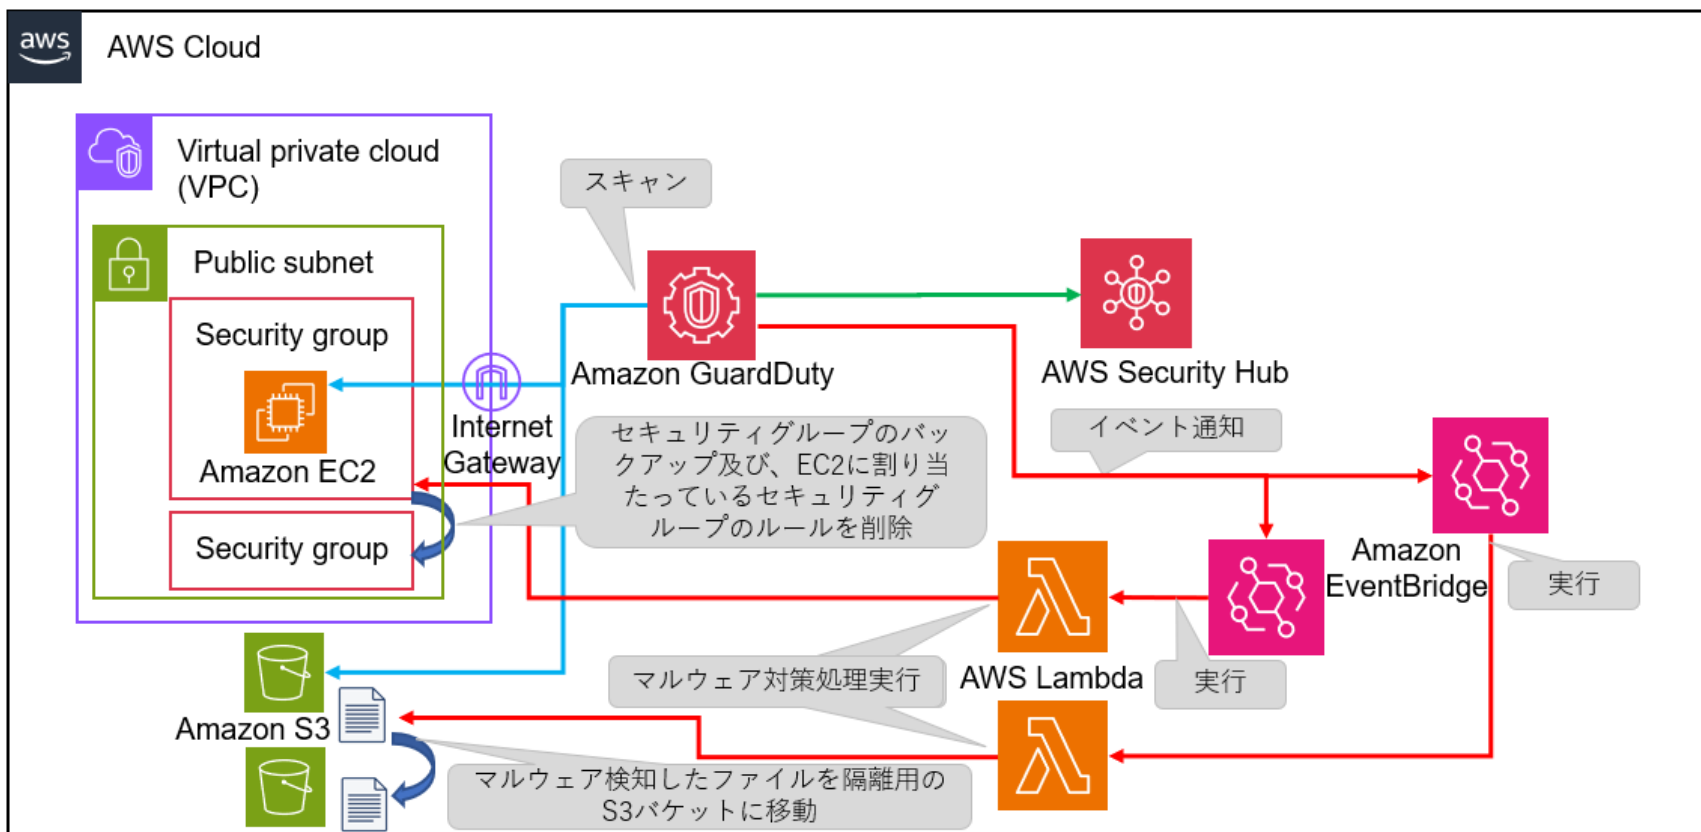 aws
AWS Cloud
Virtual private cloud
(VPC)
Public subnet
Security group
Amazon EC2
Security group
Internet
Gateway
スキャン
Amazon GuardDuty
AWS Security Hub
イベント通知
セキュリティグループのバッ
クアップ及び、EC2に割り当
たっているセキュリティグ
ループのルールを削除
Amazon
EventBridge
実行
実行
AWS Lambda
マルウェア対策処理実行
Amazon S3
マルウェア検知したファイルを隔離用の
S3バケットに移動